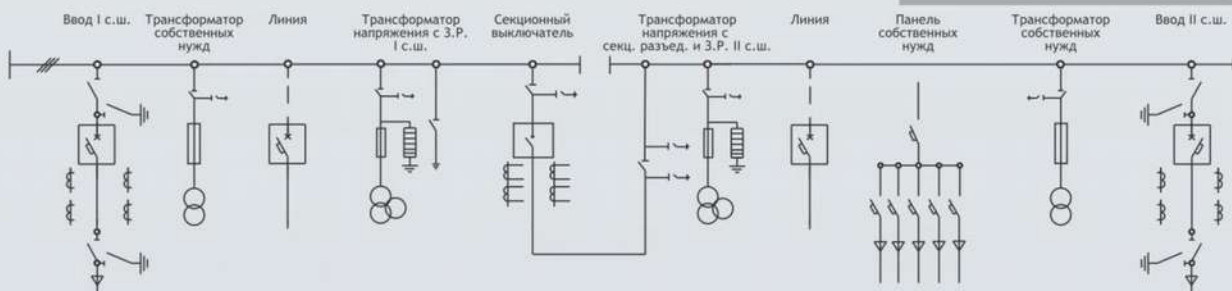 Ввод I с.ш.
Трансформатор
собственных
нужд
Линия
Трансформатор
напряжения с З.Р.
I с.ш.
Секционный
выключатель
Трансформатор
напряжения с
секц. разъед. и З.Р. II с.ш.
Линия
Панель
собственных
нужд
Трансформатор
собственных
нужд
Ввод II с.ш.